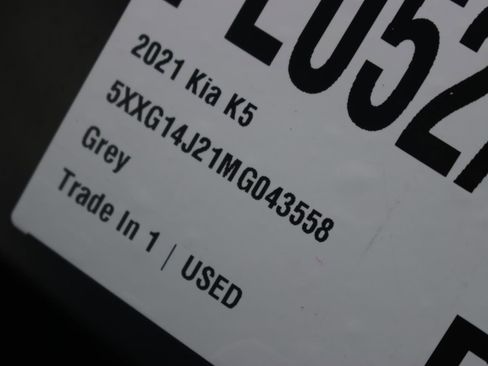 2021 Kia K5
5XXG14J21MG043558
Grey
Trade In 1 | USED